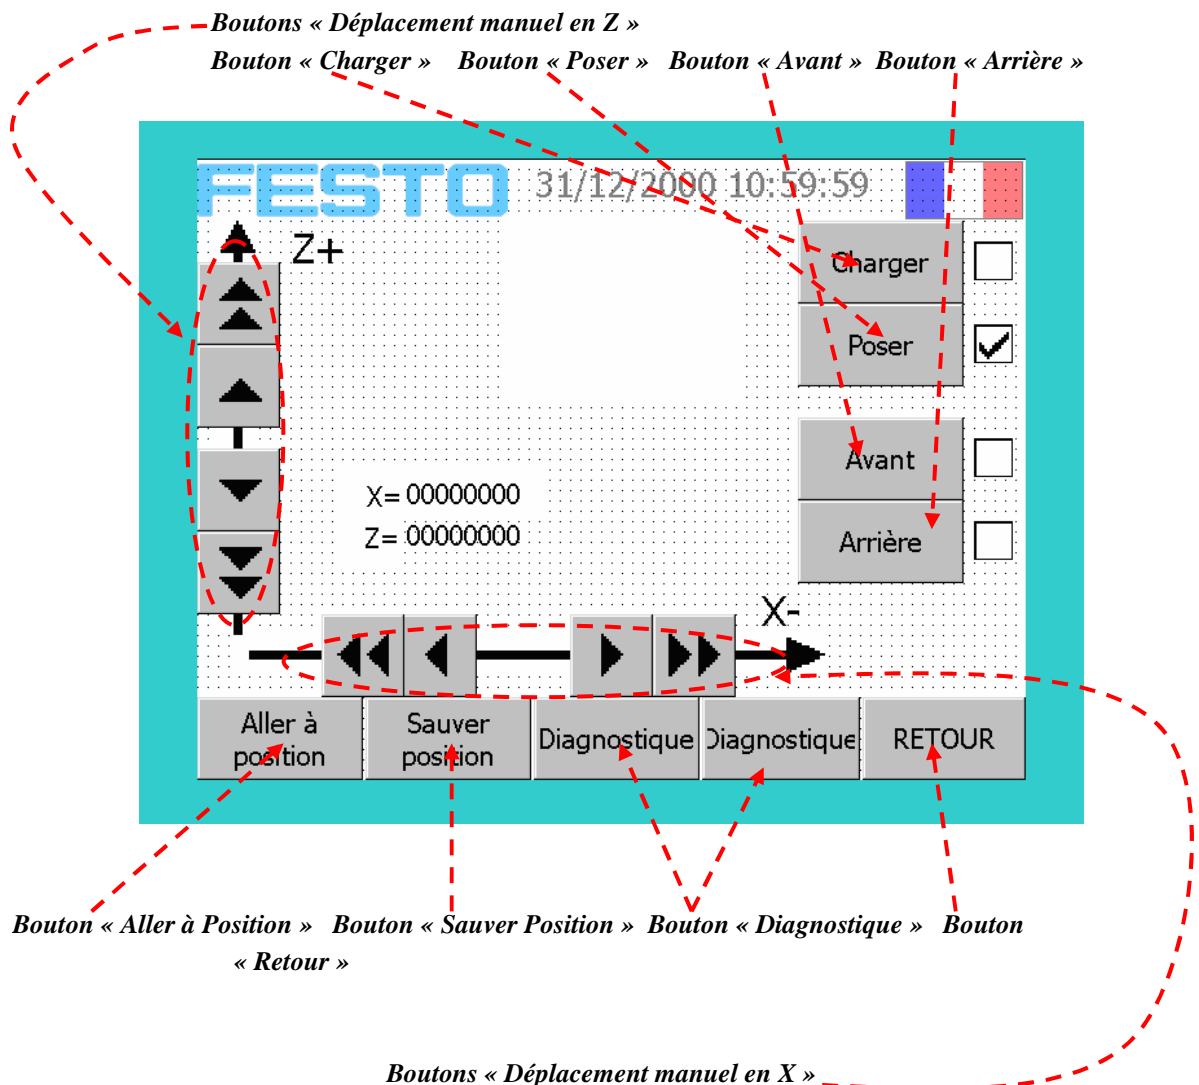 Boutons « Déplacement manuel en Z »
Bouton « Charger » Bouton « Poser » Bouton « Avant » Bouton « Arrière »
FESTO 31/12/2000 10:59:59
Z+
Charger
Poser
Avant
X= 00000000
Z= 00000000
Arrière
X-
Aller à position
Sauver position
Diagnostique
Diagnostique
RETOUR
Bouton « Aller à Position » Bouton « Sauver Position » Bouton « Diagnostique » Bouton
« Retour »
Boutons « Déplacement manuel en X »